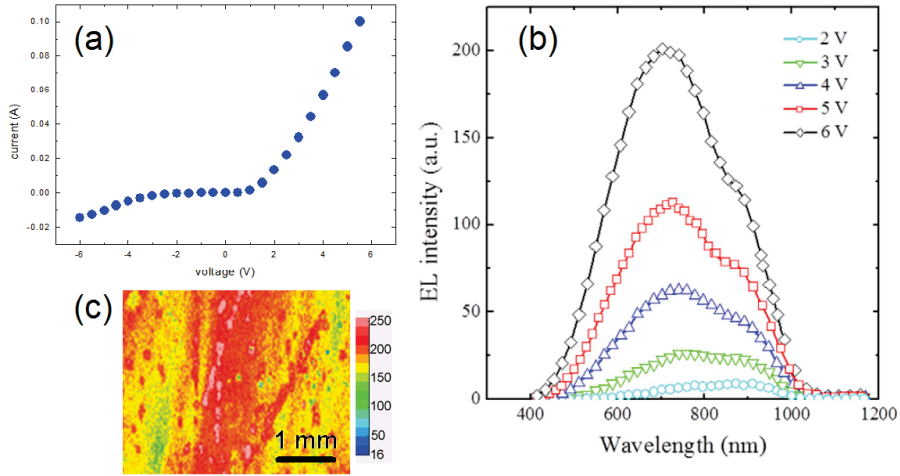 (a)
current (A)
0.10
0.08
0.06
0.04
0.02
0.00
-0.02
-6 -4 -2 0 2 4 6
voltage (V)
(b)
EL intensity (a.u.)
200
150
100
50
0
400 600 800 1000 1200
Wavelength (nm)
2 V
3 V
4 V
5 V
6 V
(c)
250
200
150
100
50
16
1 mm